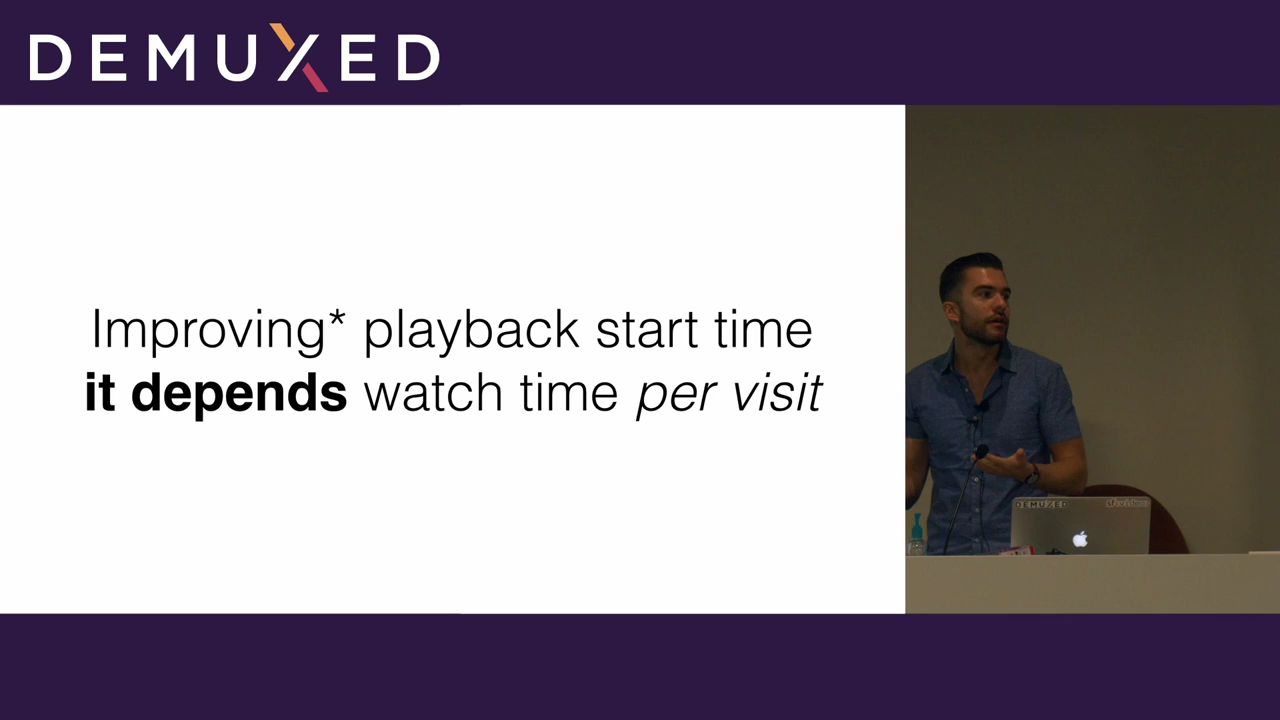 DEMUXED
Improving* playback start time
it depends watch time per visit
DEMUXED